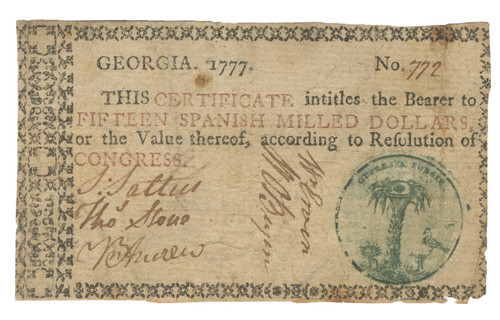 GEORGIA. 1777. No. 772
THIS CERTIFICATE intitles the Bearer to
FIFTEEN SPANISH MILLED DOLLARS,
or the Value thereof, according to Resolution of
CONGRESS.
Thos Stone